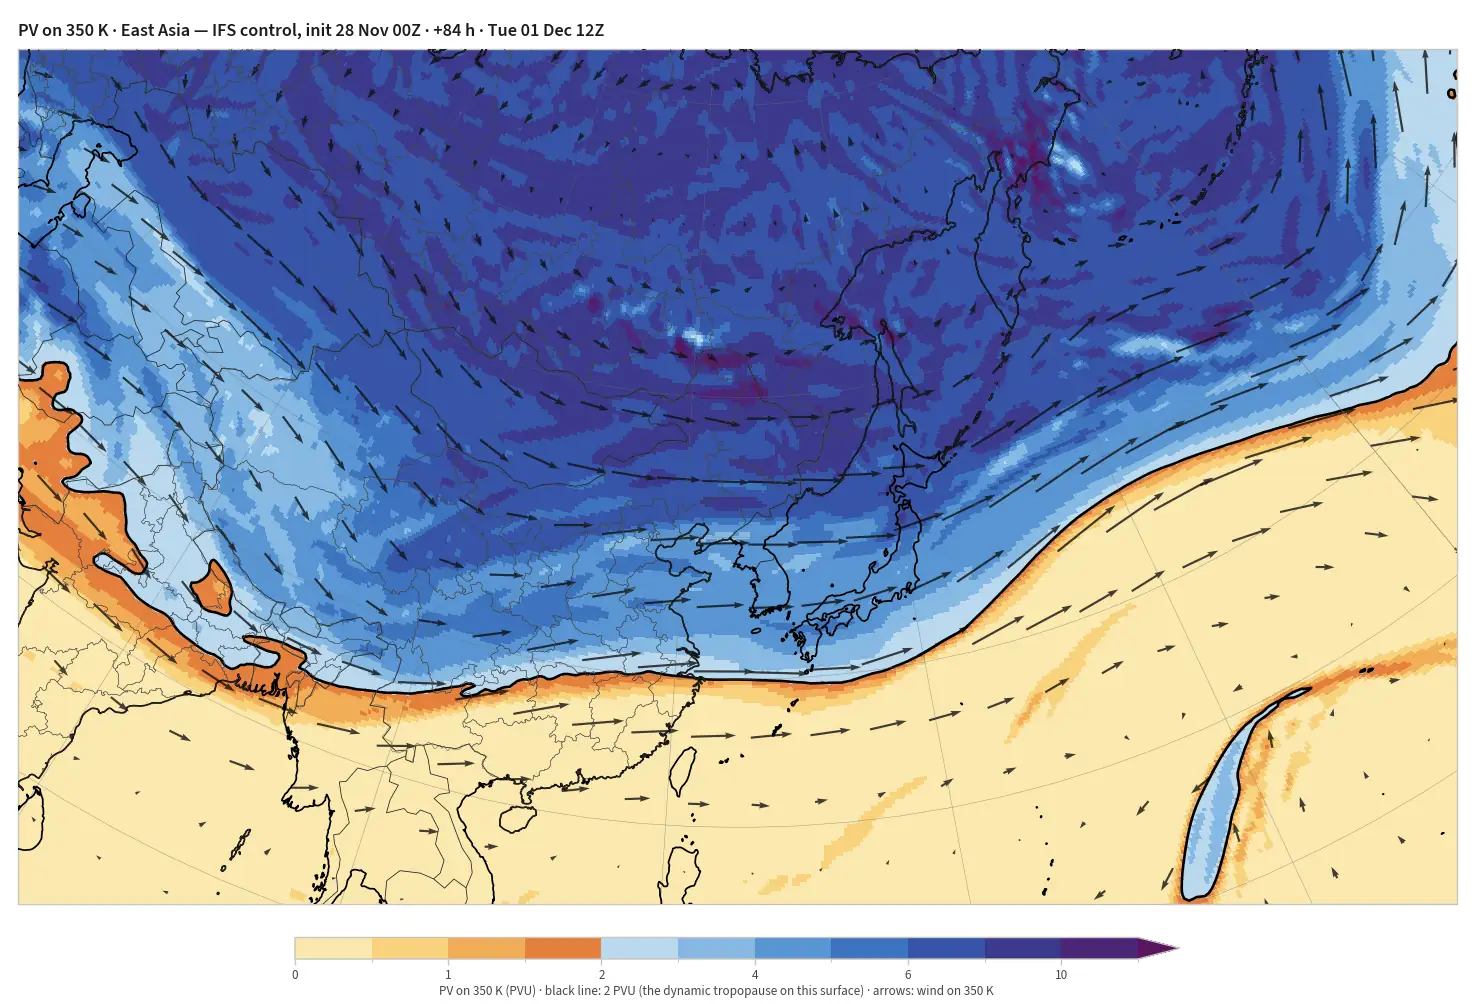 PV on 350 K · East Asia — IFS control, init 28 Nov 00Z · +84 h · Tue 01 Dec 12Z
0 1 2 4 6 10
PV on 350 K (PVU) · black line: 2 PVU (the dynamic tropopause on this surface) · arrows: wind on 350 K